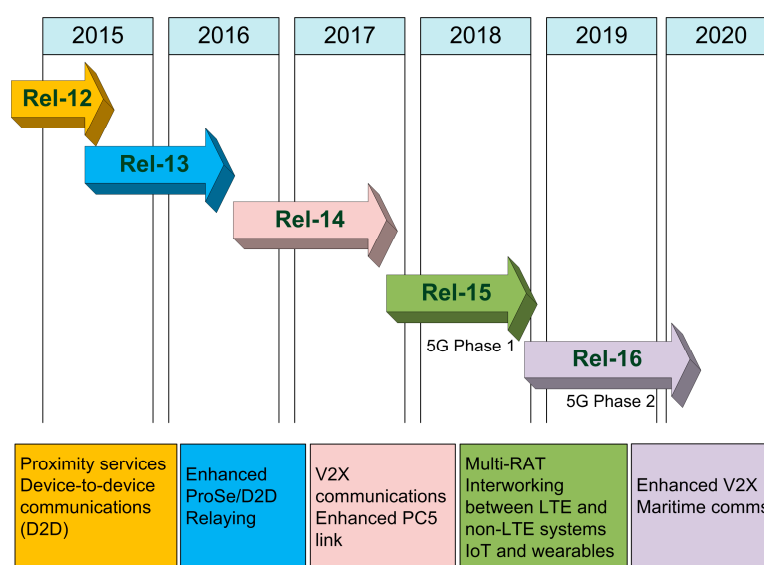 2015
2016
2017
2018
2019
2020
Rel-12
Rel-13
Rel-14
Rel-15
5G Phase 1
Rel-16
5G Phase 2
Proximity services
Device-to-device
communications
(D2D)
Enhanced
ProSe/D2D
Relaying
V2X
communications
Enhanced PC5
link
Multi-RAT
Interworking
between LTE and
non-LTE systems
IoT and wearables
Enhanced V2X
Maritime comms